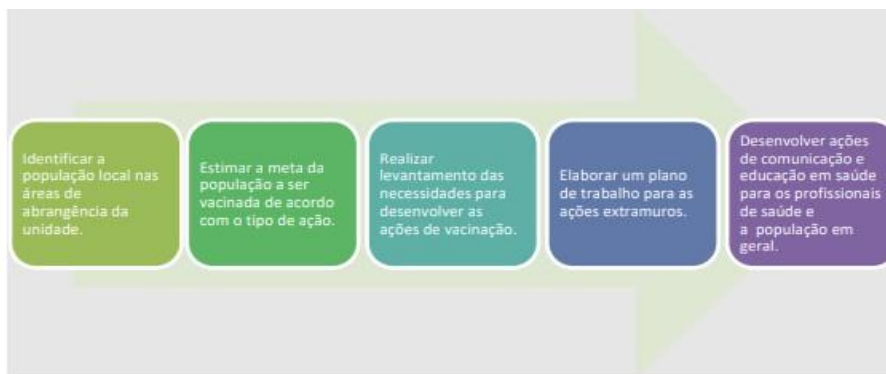 Identificar a
população local nas
áreas de
abrangência da
unidade.
Estimar a meta da
população a ser
vacinada de acordo
com o tipo de ação.
Realizar
levantamento das
necessidades para
desenvolver as
ações de vacinação.
Elaborar um plano
de trabalho para as
ações extramuros.
Desenvolver ações
de comunicação e
educação em saúde
para os profissionais
de saúde e
a população em
geral.